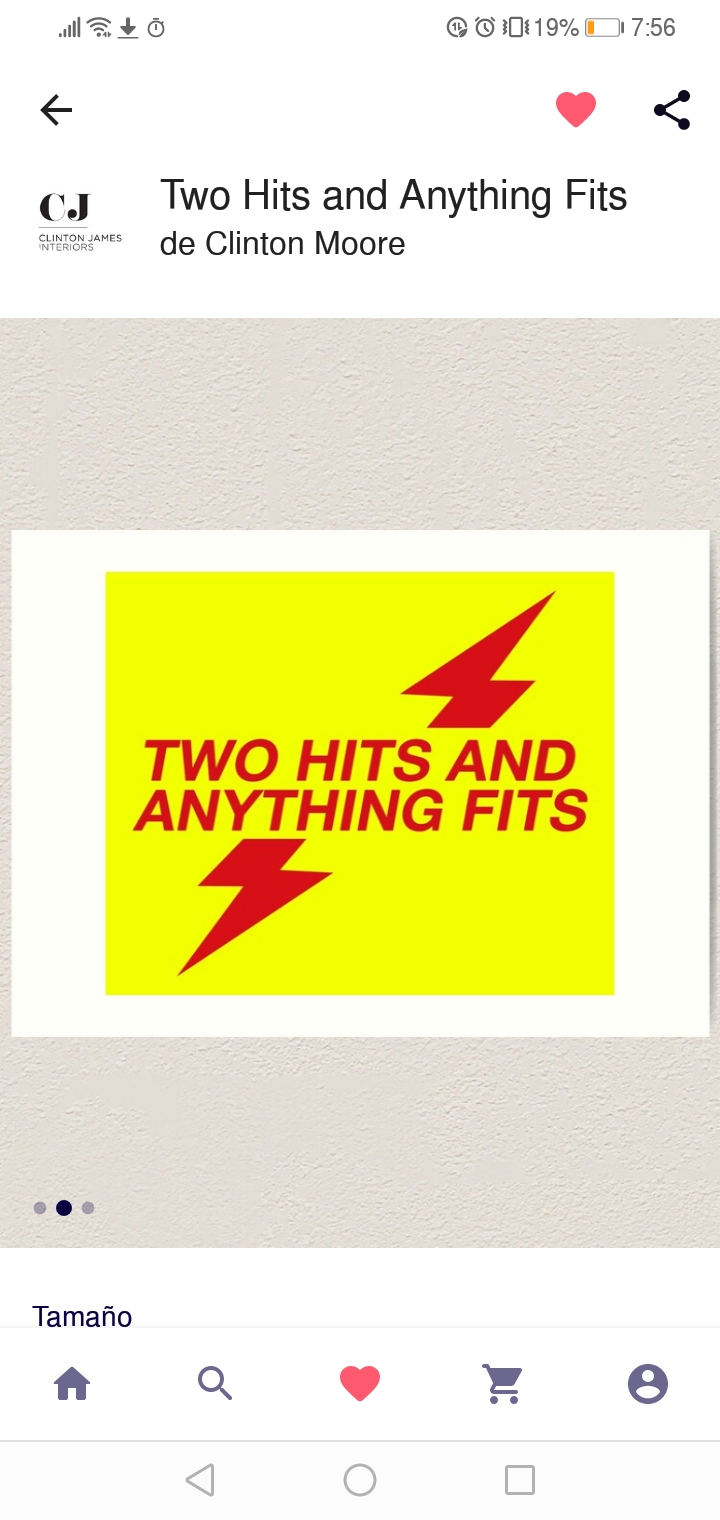 19% 7:56
Two Hits and Anything Fits
CJ
CLINTON JAMES
INTERIORS
de Clinton Moore
TWO HITS AND
ANYTHING FITS
Tamaño